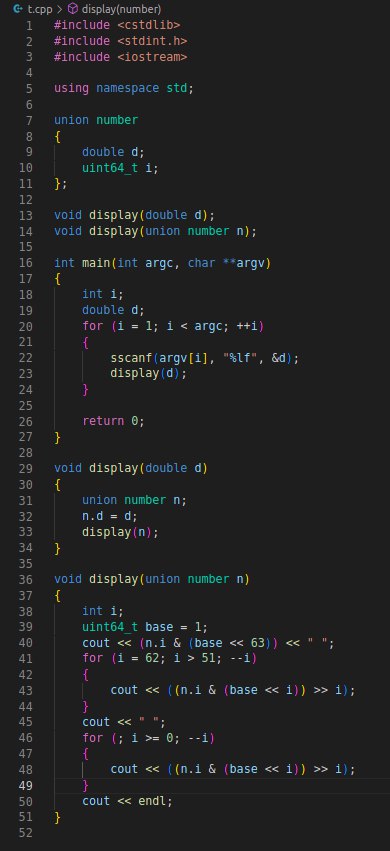 t.cpp > display(number)
1 #include <cstdlib>
2 #include <stdint.h>
3 #include <iostream>
4
5 using namespace std;
6
7 union number
8 {
9     double d;
10     uint64_t i;
11 };
12
13 void display(double d);
14 void display(union number n);
15
16 int main(int argc, char **argv)
17 {
18     int i;
19     double d;
20     for (i = 1; i < argc; ++i)
21     {
22         sscanf(argv[i], "%lf", &d);
23         display(d);
24     }
25
26     return 0;
27 }
28
29 void display(double d)
30 {
31     union number n;
32     n.d = d;
33     display(n);
34 }
35
36 void display(union number n)
37 {
38     int i;
39     uint64_t base = 1;
40     cout << (n.i & (base << 63)) << " ";
41     for (i = 62; i > 51; --i)
42     {
43         cout << ((n.i & (base << i)) >> i);
44     }
45     cout << " ";
46     for (; i >= 0; --i)
47     {
48         cout << ((n.i & (base << i)) >> i);
49     }
50     cout << endl;
51 }
52